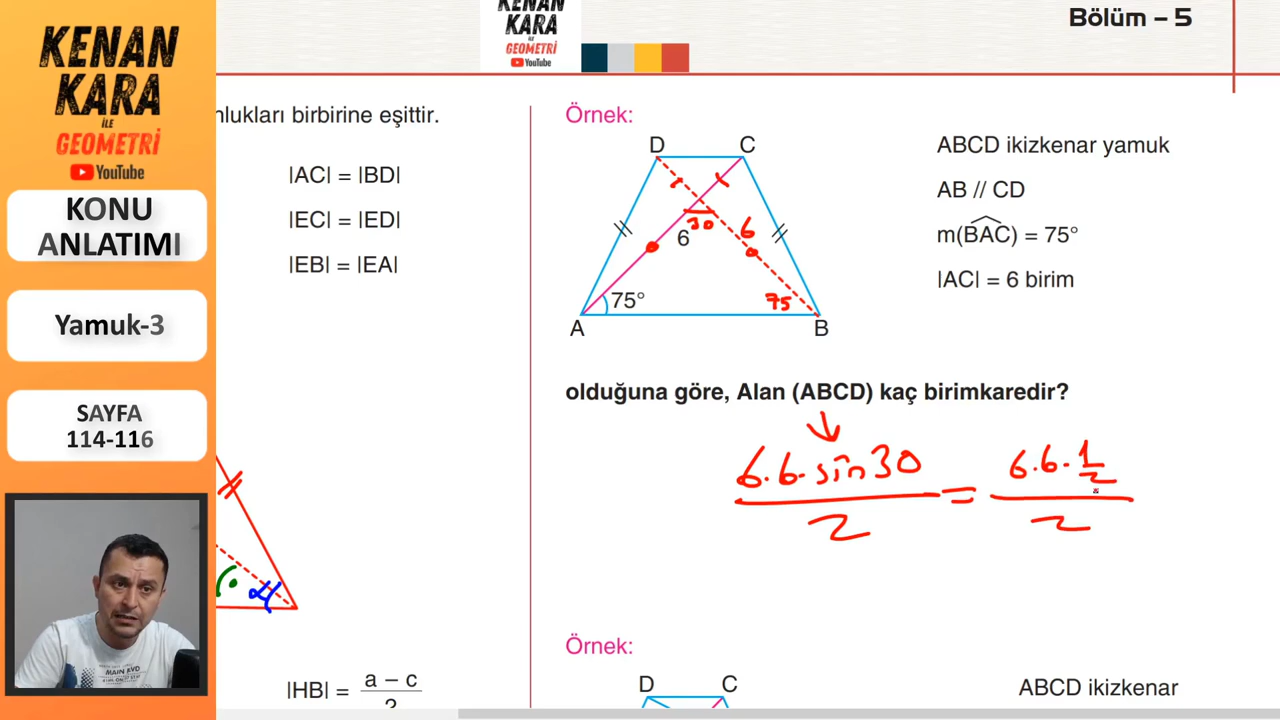 KENAN
KARA
İLE
GEOMETRİ
YouTube
KONU
ANLATIMI
Yamuk-3
SAYFA
114-116
KENAN
KARA
İLE
GEOMETRİ
YouTube
Bölüm – 5
nlukları birbirine eşittir.
|AC| = |BD|
|EC| = |ED|
|EB| = |EA|
α
|HB| = a – c
Örnek:
D C
30
6 6
75° 75
A B
ABCD ikizkenar yamuk
AB // CD
m(BAC) = 75°
|AC| = 6 birim
olduğuna göre, Alan (ABCD) kaç birimkaredir?
6.6.sin30 / 2 = 6.6.1/2 / 2
Örnek:
D C
ABCD ikizkenar
MAIN AVD